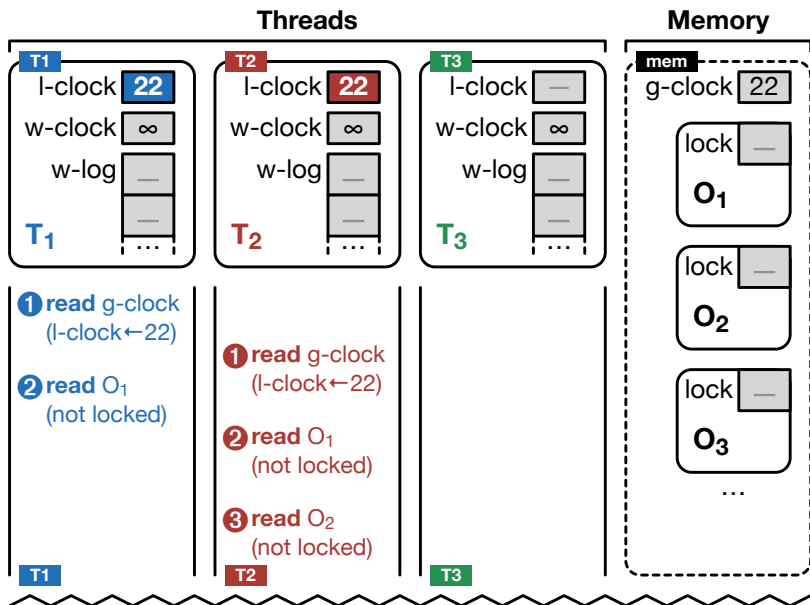 Threads
Memory
T1
l-clock 22
w-clock ∞
w-log _
_
...
T₁
T2
l-clock 22
w-clock ∞
w-log _
_
...
T₂
T3
l-clock —
w-clock ∞
w-log _
_
...
T₃
mem
g-clock 22
lock _
O₁
lock _
O₂
lock _
O₃
...
1 read g-clock
(l-clock←22)
2 read O₁
(not locked)
T1
1 read g-clock
(l-clock←22)
2 read O₁
(not locked)
3 read O₂
(not locked)
T2
T3